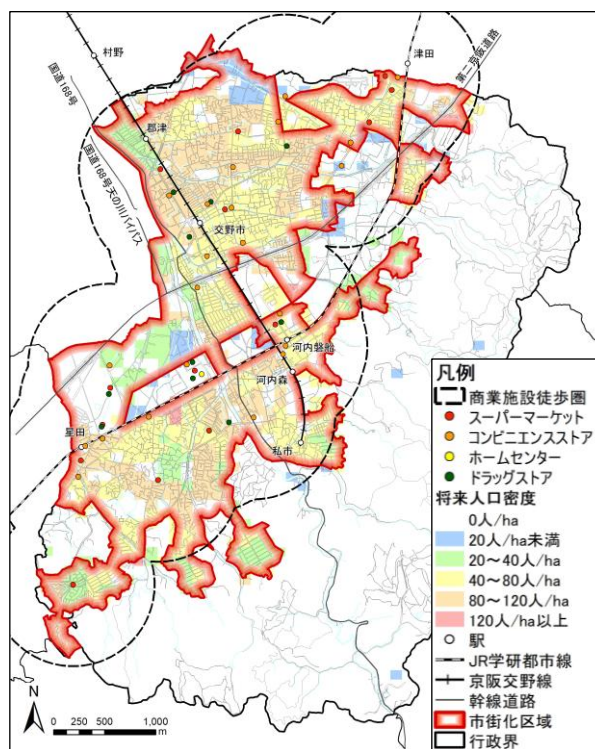 村野
津田
第二京阪道路
国道168号
郡津
国道168号天の川バイパス
交野市
河内磐船
河内森
星田
私市
凡例
商業施設徒歩圏
スーパーマーケット
コンビニエンスストア
ホームセンター
ドラッグストア
将来人口密度
0人/ha
20人/ha未満
20～40人/ha
40～80人/ha
80～120人/ha
120人/ha以上
駅
JR学研都市線
京阪交野線
幹線道路
市街化区域
行政界
N
0 250 500 1,000
m